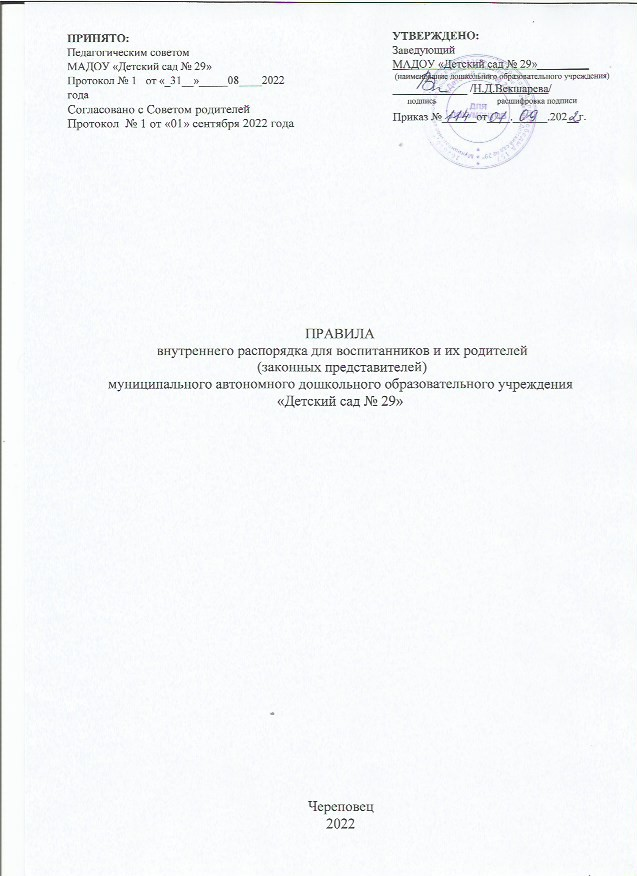 ПРИНЯТО:
Педагогическим советом
МАДОУ «Детский сад № 29»
Протокол № 1 от «_31__»_____08____2022
года
Согласовано с Советом родителей
Протокол № 1 от «01» сентября 2022 года
УТВЕРЖДЕНО:
Заведующий
МАДОУ «Детский сад № 29»_________
(наименование дошкольного образовательного учреждения)
/Н.Д.Векшарева/
подпись расшифровка подписи
Приказ № 114 от 01. 09 .2022г.
ДЛЯ
ПРАВИЛА
внутреннего распорядка для воспитанников и их родителей
(законных представителей)
муниципального автономного дошкольного образовательного учреждения
«Детский сад № 29»
Череповец
2022